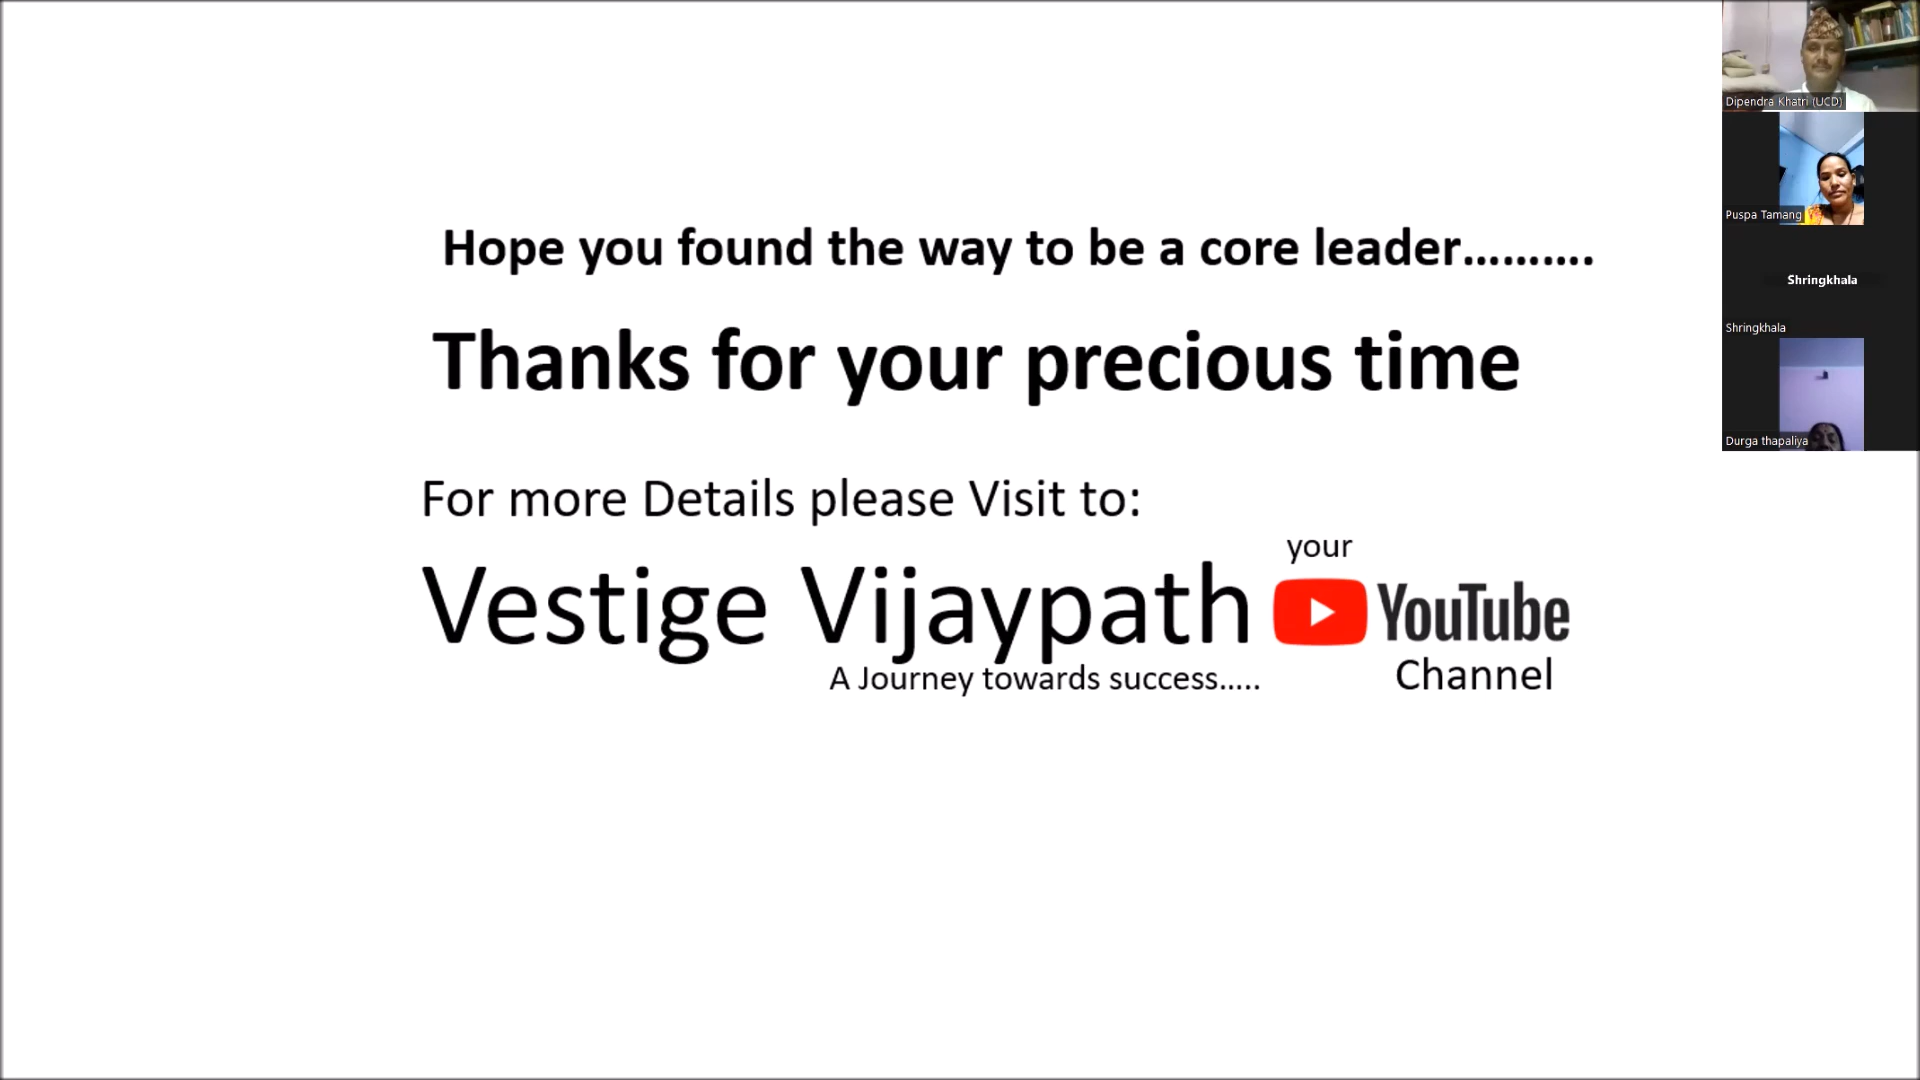 Hope you found the way to be a core leader..........
Thanks for your precious time
For more Details please Visit to:
your
Vestige Vijaypath YouTube
A Journey towards success.....
Channel
Dipendra Khatri (UCD)
Puspa Tamang
Shringkhala
Shringkhala
Durga thapaliya